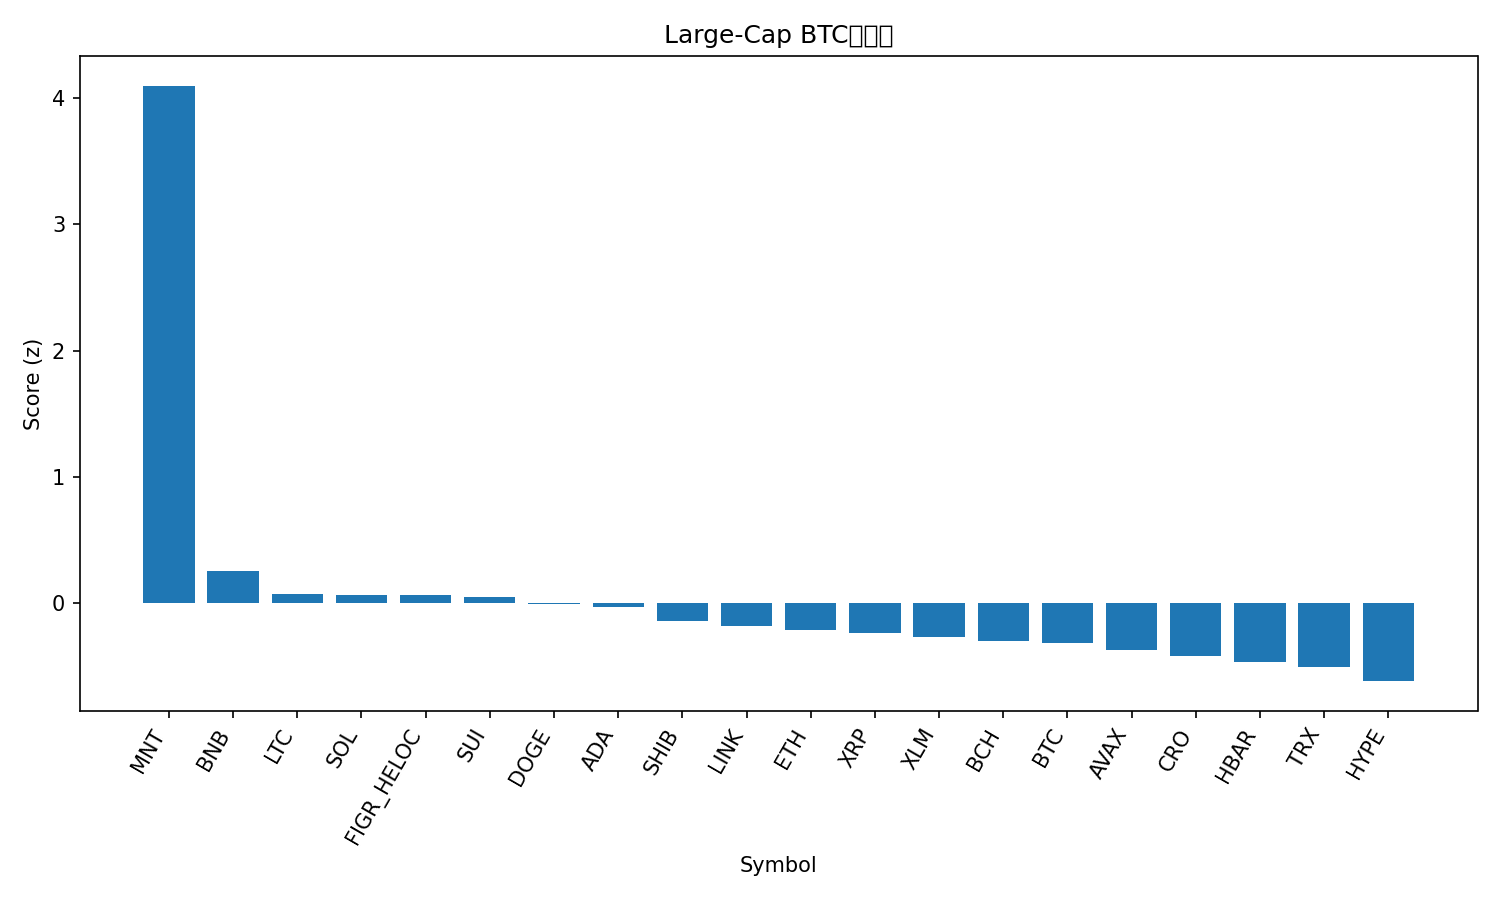 Large-Cap BTC
4
3
2
1
0
Score (z)
MNT
BNB
LTC
SOL
FIGR_HELOC
SUI
DOGE
ADA
SHIB
LINK
ETH
XRP
XLM
BCH
BTC
AVAX
CRO
HBAR
TRX
HYPE
Symbol